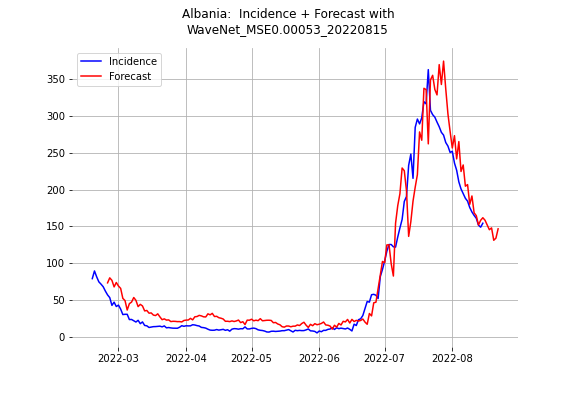 Albania:  Incidence + Forecast with
WaveNet_MSE0.00053_20220815
Incidence
Forecast
350
300
250
200
150
100
50
0
2022-03 2022-04 2022-05 2022-06 2022-07 2022-08